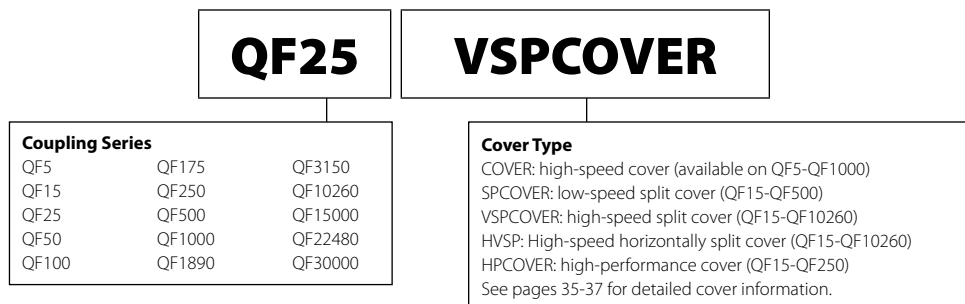 QF25 VSPCOVER
Coupling Series
QF5 QF175 QF3150
QF15 QF250 QF10260
QF25 QF500 QF15000
QF50 QF1000 QF22480
QF100 QF1890 QF30000
Cover Type
COVER: high-speed cover (available on QF5-QF1000)
SPCOVER: low-speed split cover (QF15-QF500)
VSPCOVER: high-speed split cover (QF15-QF10260)
HVSP: High-speed horizontally split cover (QF15-QF10260)
HPCOVER: high-performance cover (QF15-QF250)
See pages 35-37 for detailed cover information.